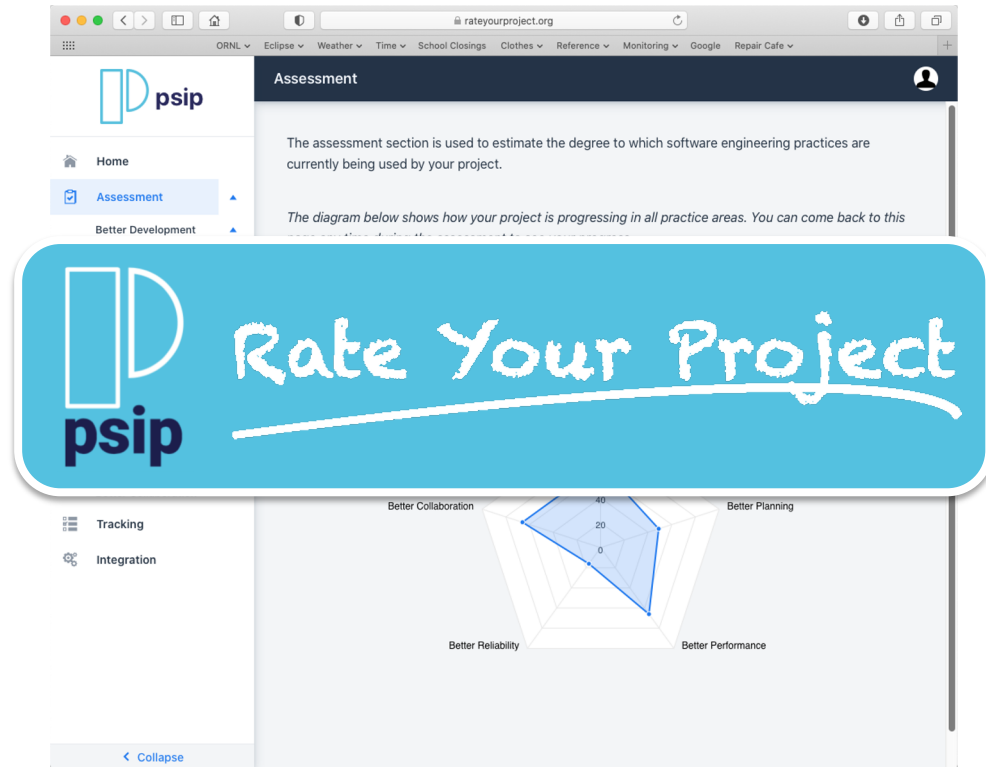 rateyourproject.org
ORNL Eclipse Weather Time School Closings Clothes Reference Monitoring Google Repair Cafe
psip
Assessment
Home
Assessment
Better Development
The assessment section is used to estimate the degree to which software engineering practices are
currently being used by your project.
The diagram below shows how your project is progressing in all practice areas. You can come back to this
psip
Rate Your Project
Tracking
Integration
Better Collaboration
40
Better Planning
20
0
Better Reliability
Better Performance
Collapse